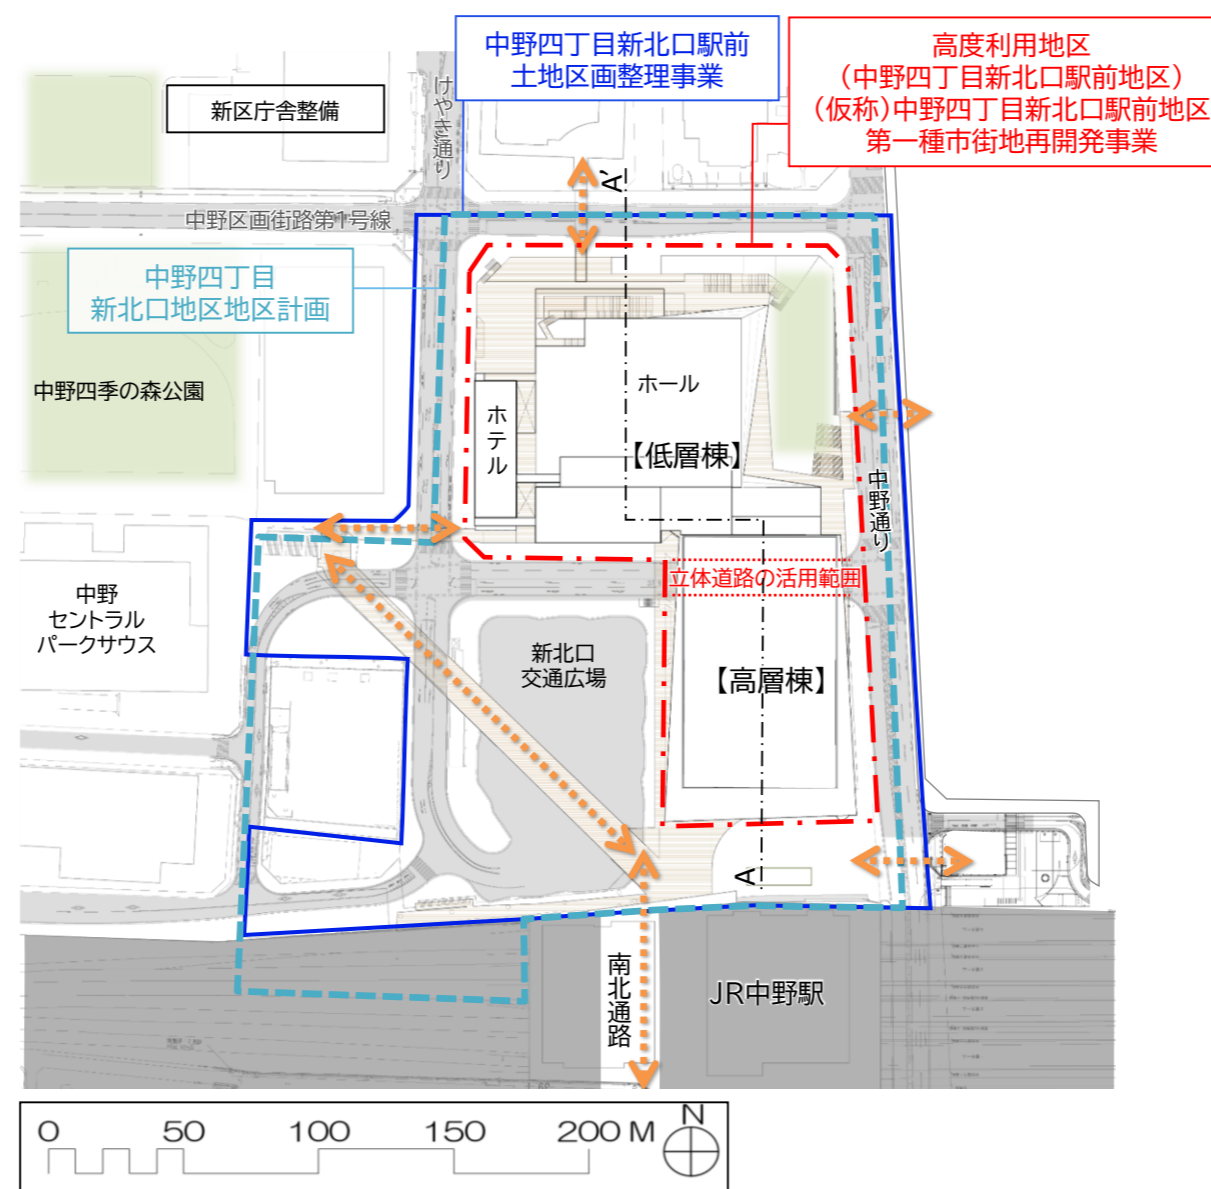 中野四丁目新北口駅前
土地区画整理事業
高度利用地区
（中野四丁目新北口駅前地区）
（仮称）中野四丁目新北口駅前地区
第一種市街地再開発事業
新区庁舎整備
けやき通り
A'
中野区画街路第1号線
中野四丁目
新北口地区地区計画
中野四季の森公園
ホール
ホテル
【低層棟】
中野通り
立体道路の活用範囲
中野
セントラル
パークサウス
新北口
交通広場
【高層棟】
A
南北通路
JR中野駅
0 50 100 150 200 M
N